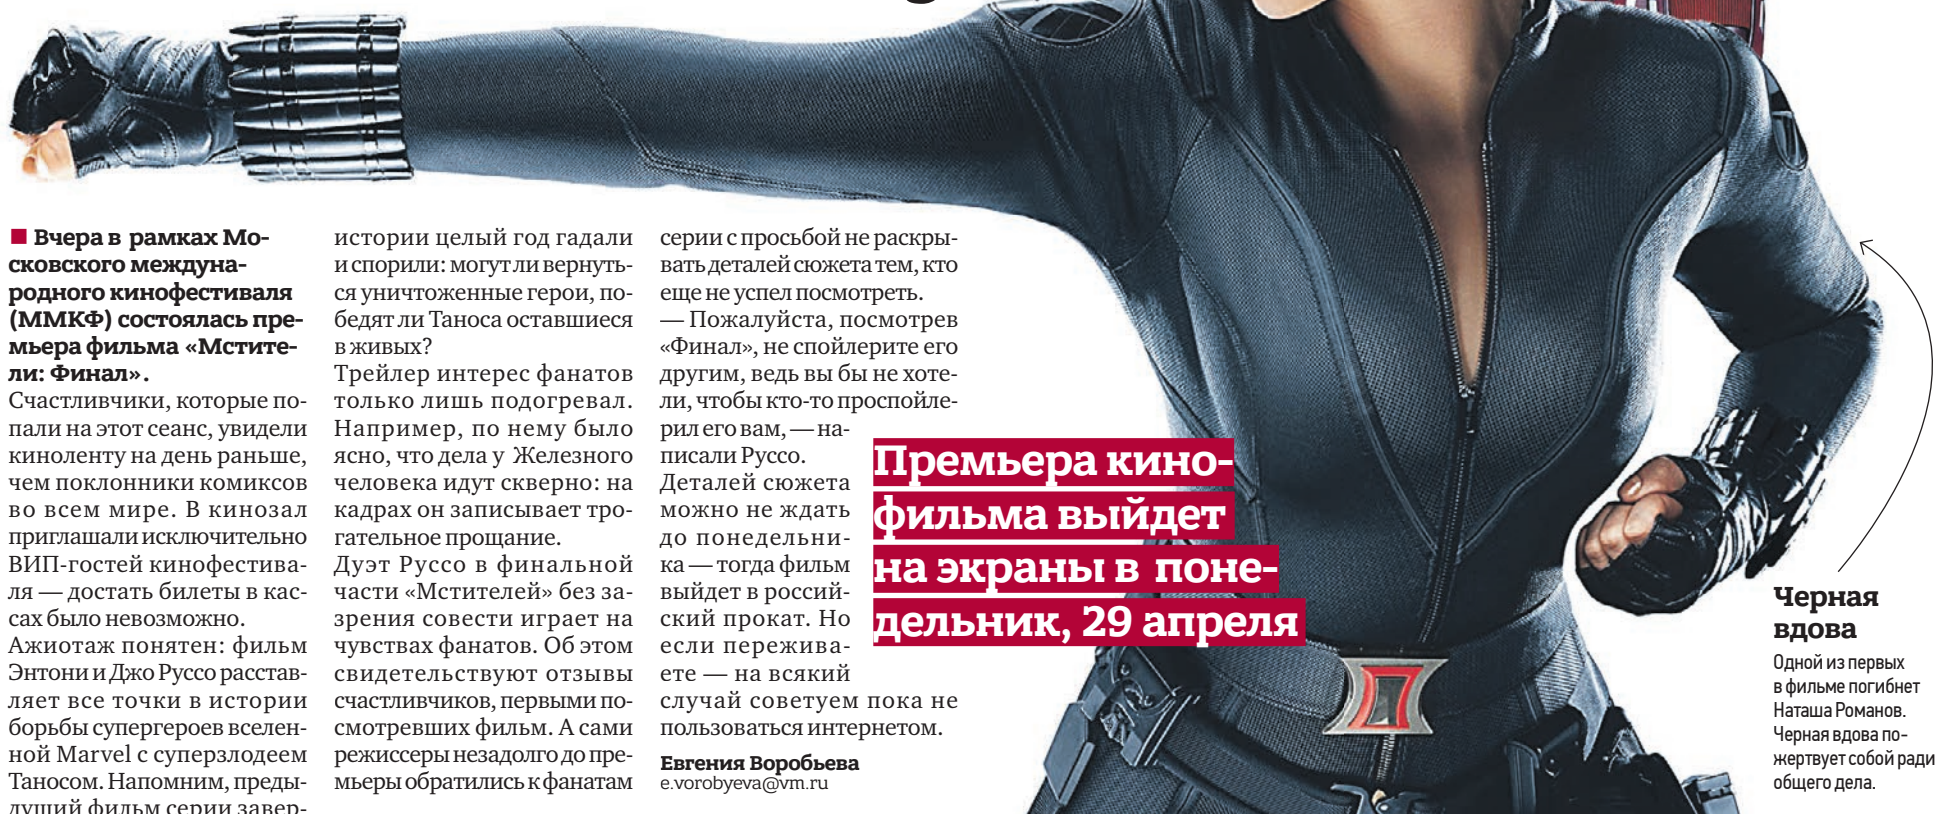 Вчера в рамках Мо-
сковского междуна-
родного кинофестиваля
(ММКФ) состоялась пре-
мьера фильма «Мстите-
ли: Финал».
Счастливчики, которые по-
пали на этот сеанс, увидели
киноленту на день раньше,
чем поклонники комиксов
во всем мире. В кинозал
приглашали исключительно
ВИП-гостей кинофестива-
ля — достать билеты в кас-
сах было невозможно.
Ажиотаж понятен: фильм
Энтони и Джо Руссо расстав-
ляет все точки в истории
борьбы супергероев вселен-
ной Marvel с суперзлодеем
Таносом. Напомним, преды-
дущий фильм серии завер-
истории целый год гадали
и спорили: могут ли вернуть-
ся уничтоженные герои, по-
бедят ли Таноса оставшиеся
в живых?
Трейлер интерес фанатов
только лишь подогревал.
Например, по нему было
ясно, что дела у Железного
человека идут скверно: на
кадрах он записывает тро-
гательное прощание.
Дуэт Руссо в финальной
части «Мстителей» без за-
зрения совести играет на
чувствах фанатов. Об этом
свидетельствуют отзывы
счастливчиков, первыми по-
смотревших фильм. А сами
режиссеры незадолго до пре-
мьеры обратились к фанатам
серии с просьбой не раскры-
вать деталей сюжета тем, кто
еще не успел посмотреть.
— Пожалуйста, посмотрев
«Финал», не спойлерите его
другим, ведь вы бы не хоте-
ли, чтобы кто-то проспойле-
рил его вам, — на-
писали Руссо.
Деталей сюжета
можно не ждать
до понедельни-
ка — тогда фильм
выйдет в россий-
ский прокат. Но
если пережива-
ете — на всякий
случай советуем пока не
пользоваться интернетом.
Евгения Воробьева
e.vorobyeva@vm.ru
Премьера кино-
фильма выйдет
на экраны в поне-
дельник, 29 апреля
Черная
вдова
Одной из первых
в фильме погибнет
Наташа Романов.
Черная вдова по-
жертвует собой ради
общего дела.